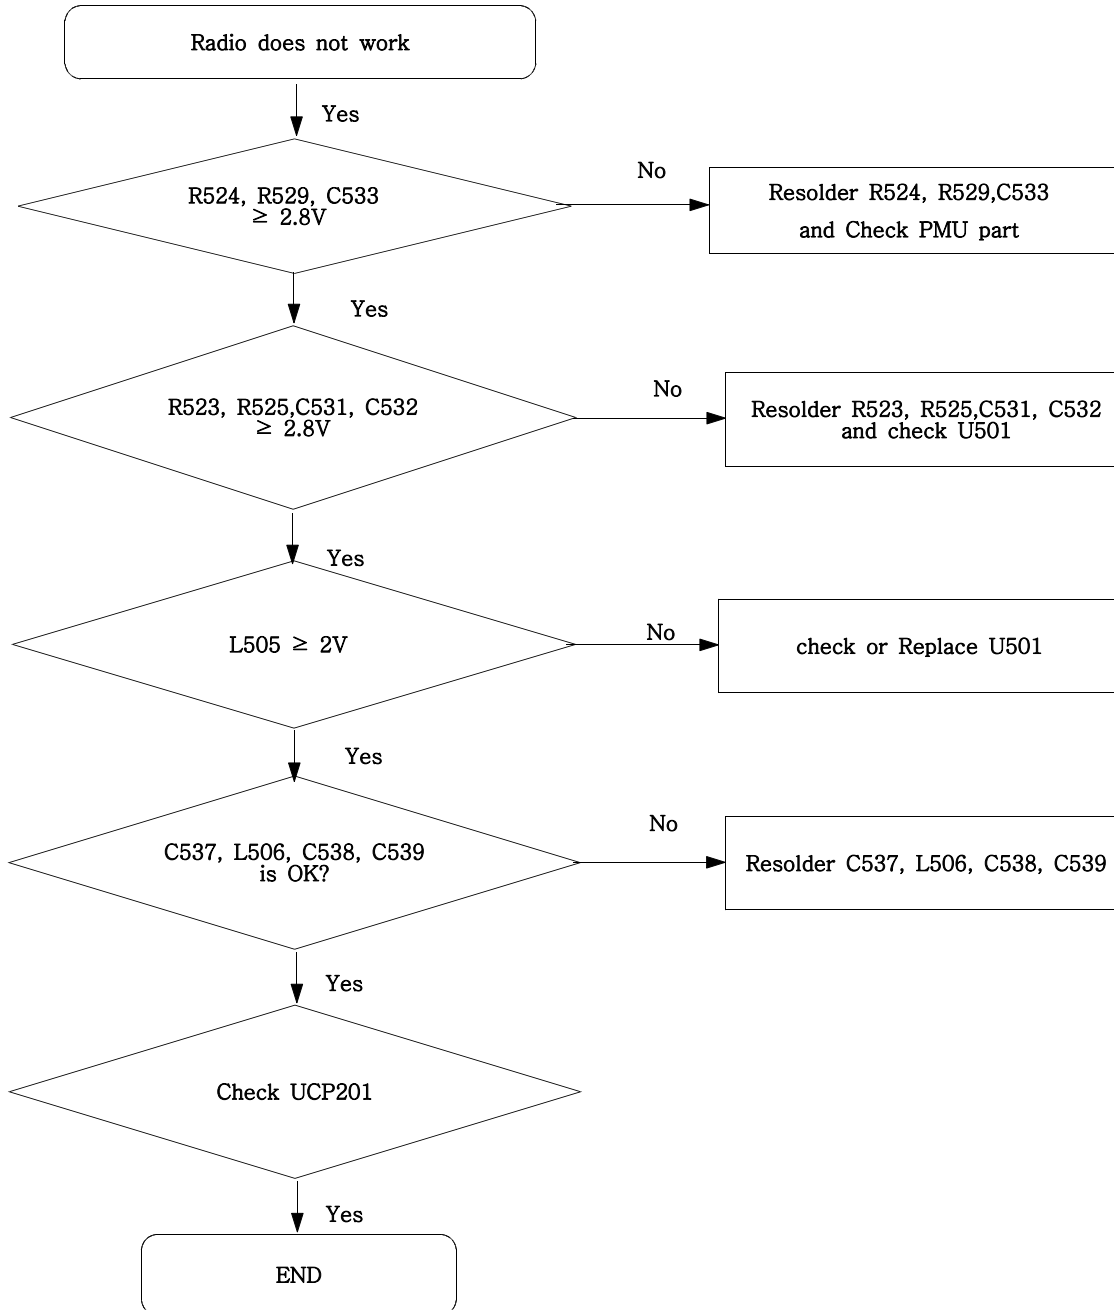 Radio does not work
Yes
R524, R529, C533
≥ 2.8V
No
Resolder R524, R529,C533
and Check PMU part
Yes
R523, R525,C531, C532
≥ 2.8V
No
Resolder R523, R525,C531, C532
and check U501
Yes
L505 ≥ 2V
No
check or Replace U501
Yes
C537, L506, C538, C539
is OK?
No
Resolder C537, L506, C538, C539
Yes
Check UCP201
Yes
END